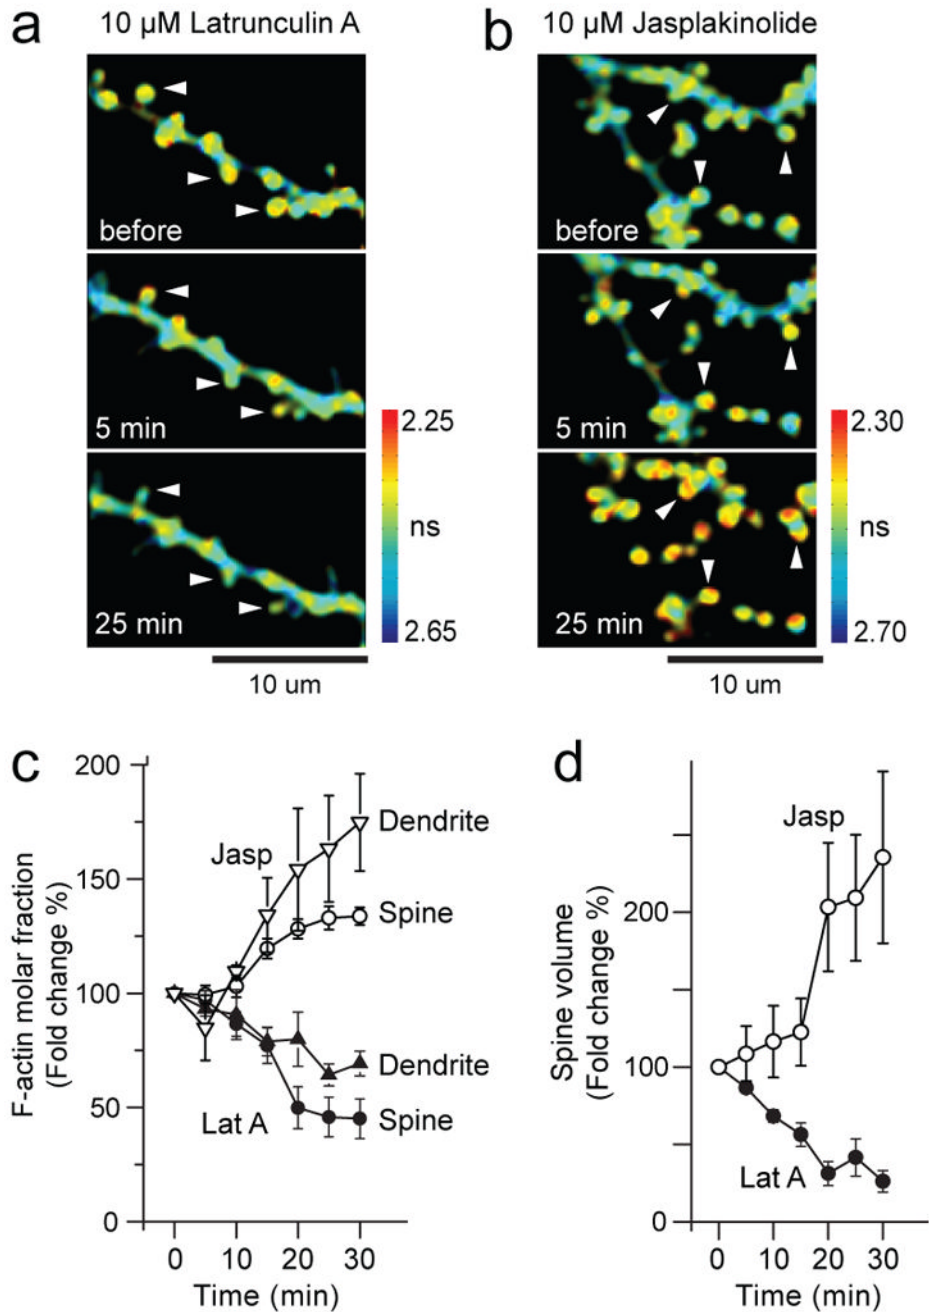 a 10 µM Latrunculin A
before
5 min
25 min
2.25
ns
2.65
10 um
b 10 µM Jasplakinolide
before
5 min
25 min
2.30
ns
2.70
10 um
c
F-actin molar fraction
(Fold change %)
200
150
100
50
0
Jasp
Dendrite
Spine
Dendrite
Lat A
Spine
0 10 20 30
Time (min)
d
Spine volume
(Fold change %)
200
100
0
Jasp
Lat A
0 10 20 30
Time (min)